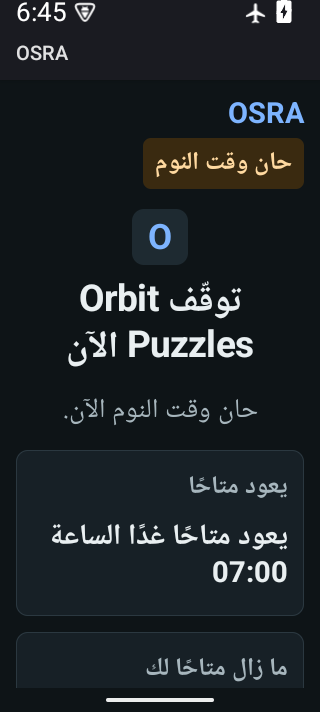 6:45
OSRA
OSRA
حان وقت النوم
O
توقّف Orbit
Puzzles الآن
حان وقت النوم الآن.
يعود متاحًا
يعود متاحًا غدًا الساعة
07:00
ما زال متاحًا لك